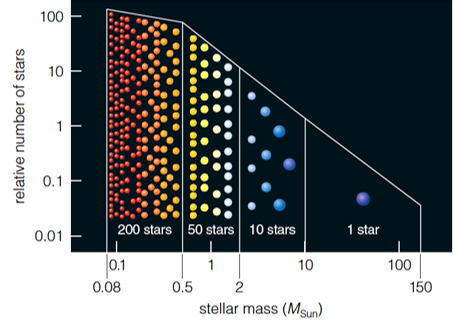 relative number of stars
100
10
1
0.1
0.01
200 stars 50 stars 10 stars 1 star
0.1 1 10 100
0.08 0.5 2 150
stellar mass (MSun)